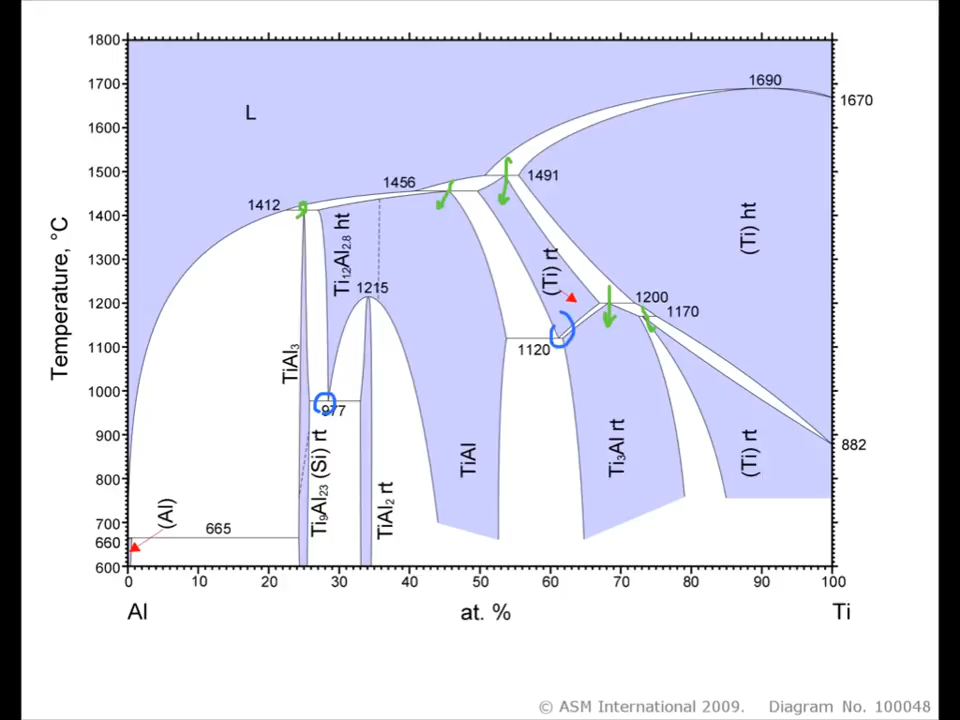 1800
1700
1600
1500
1400
1300
1200
1100
1000
900
800
700
660
600
Temperature, °C
L
1690
1670
1491
1456
1412
Ti12Al2.8 ht
(Ti) ht
(Ti) rt
1215
1200
1170
TiAl3
1120
977
882
Ti9Al23 (Si) rt
TiAl2 rt
TiAl
Ti3Al rt
(Ti) rt
(Al)
665
0 10 20 30 40 50 60 70 80 90 100
Al at. % Ti
© ASM International 2009. Diagram No. 100048